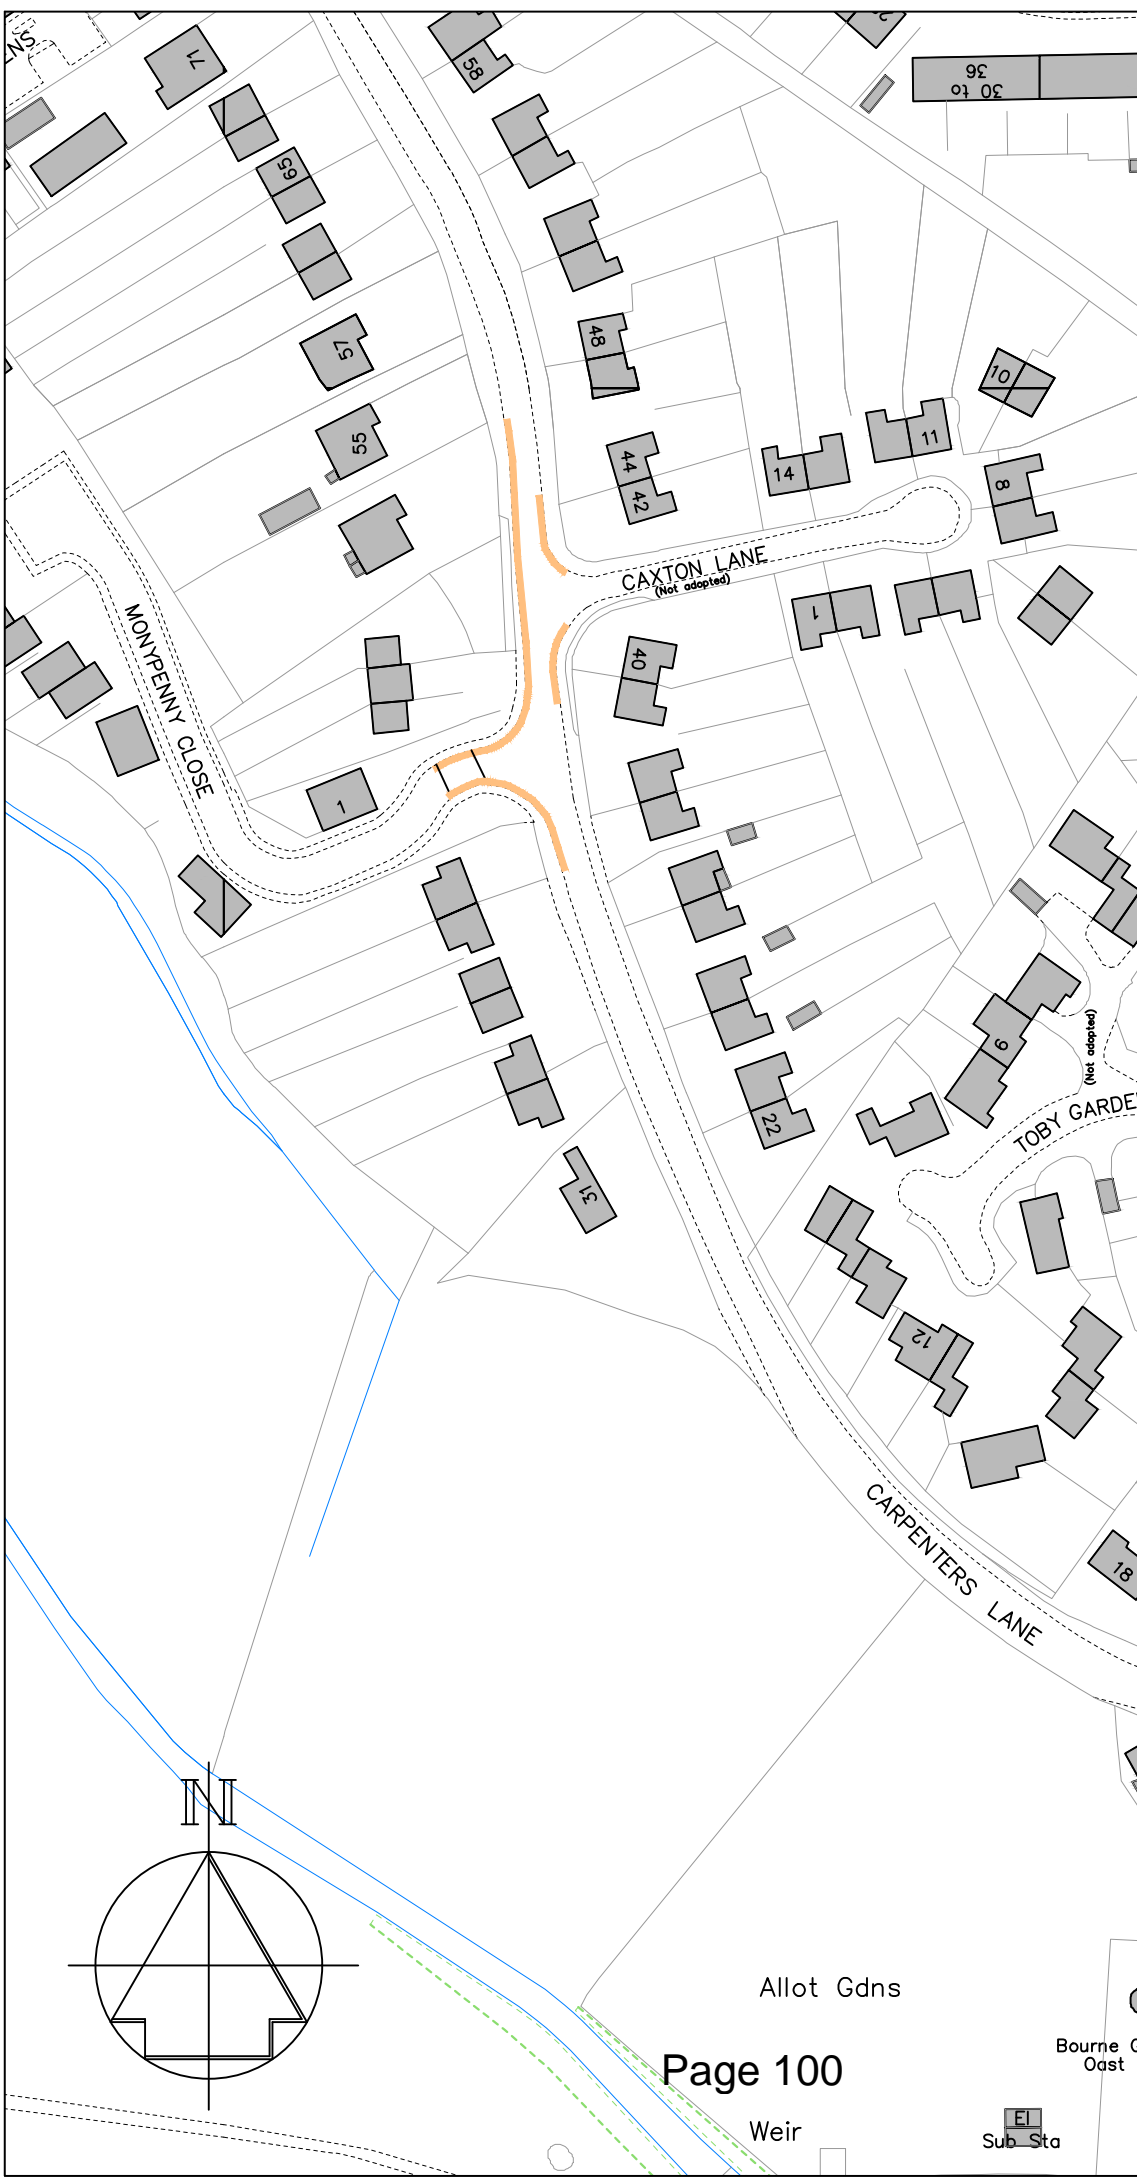 71
58
30 to
36
65
48
57
10
55
44
42
14
11
8
CAXTON LANE
(Not adopted)
1
40
MONYPENNY CLOSE
1
9
(Not adopted)
TOBY GARDE
22
31
12
18
CARPENTERS LANE
N
Allot Gdns
Page 100
Bourne
Oast
Weir
El
Sub Sta